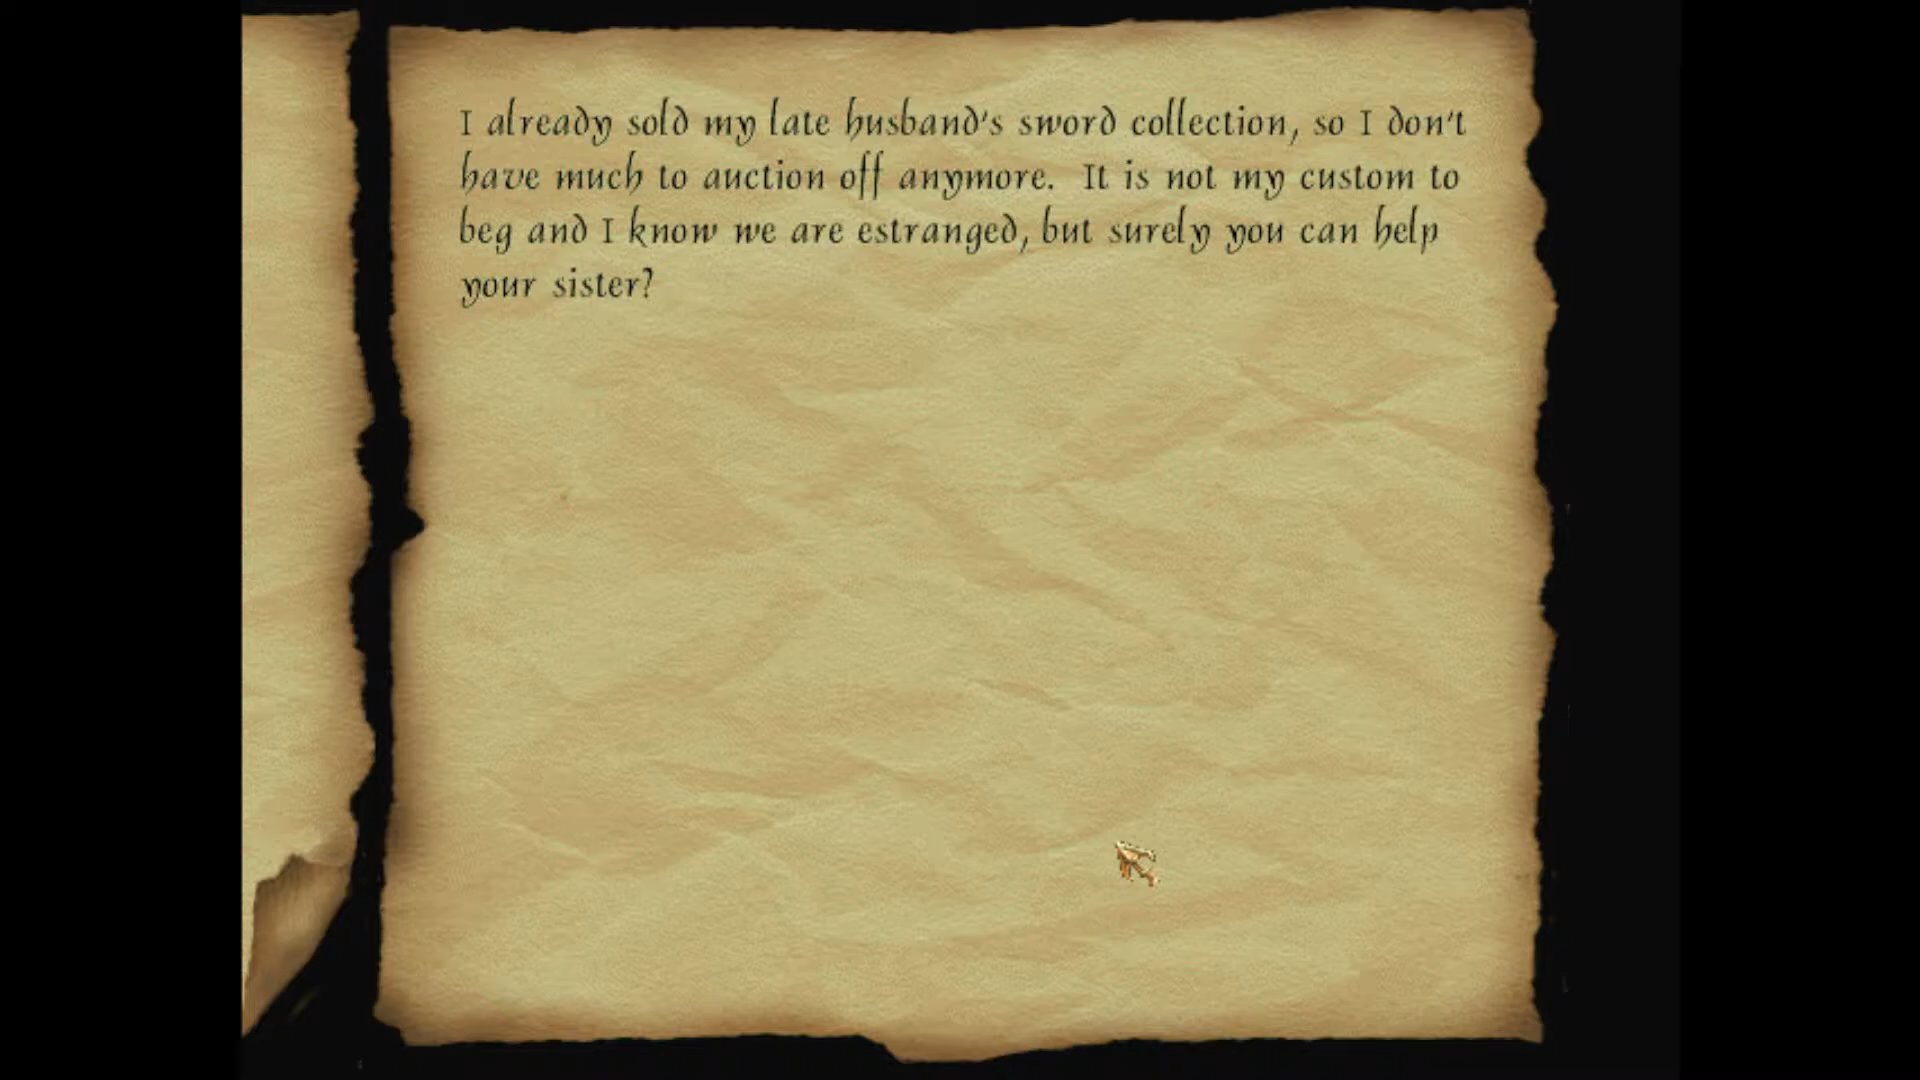 I already sold my late husband's sword collection, so I don't
have much to auction off anymore.  It is not my custom to
beg and I know we are estranged, but surely you can help
your sister?